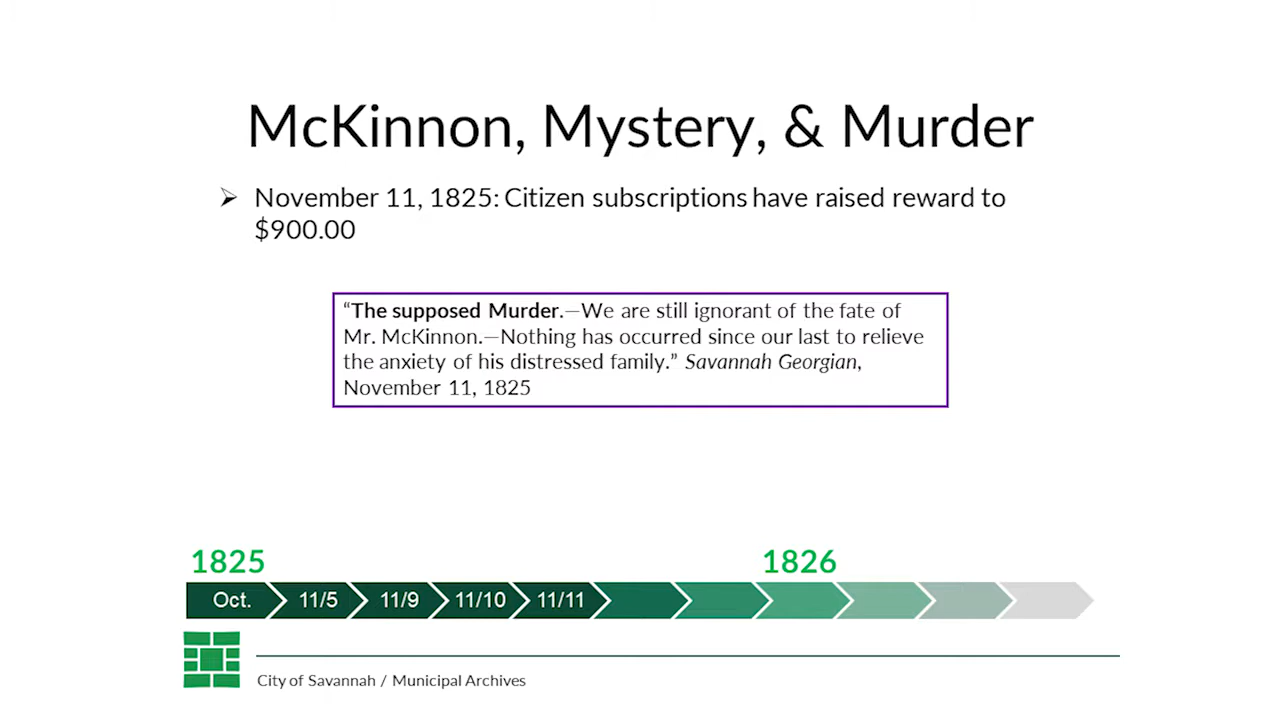 McKinnon, Mystery, & Murder
➢ November 11, 1825: Citizen subscriptions have raised reward to
$900.00
“The supposed Murder.—We are still ignorant of the fate of
Mr. McKinnon.—Nothing has occurred since our last to relieve
the anxiety of his distressed family.” Savannah Georgian,
November 11, 1825
1825 1826
Oct. 11/5 11/9 11/10 11/11
City of Savannah / Municipal Archives